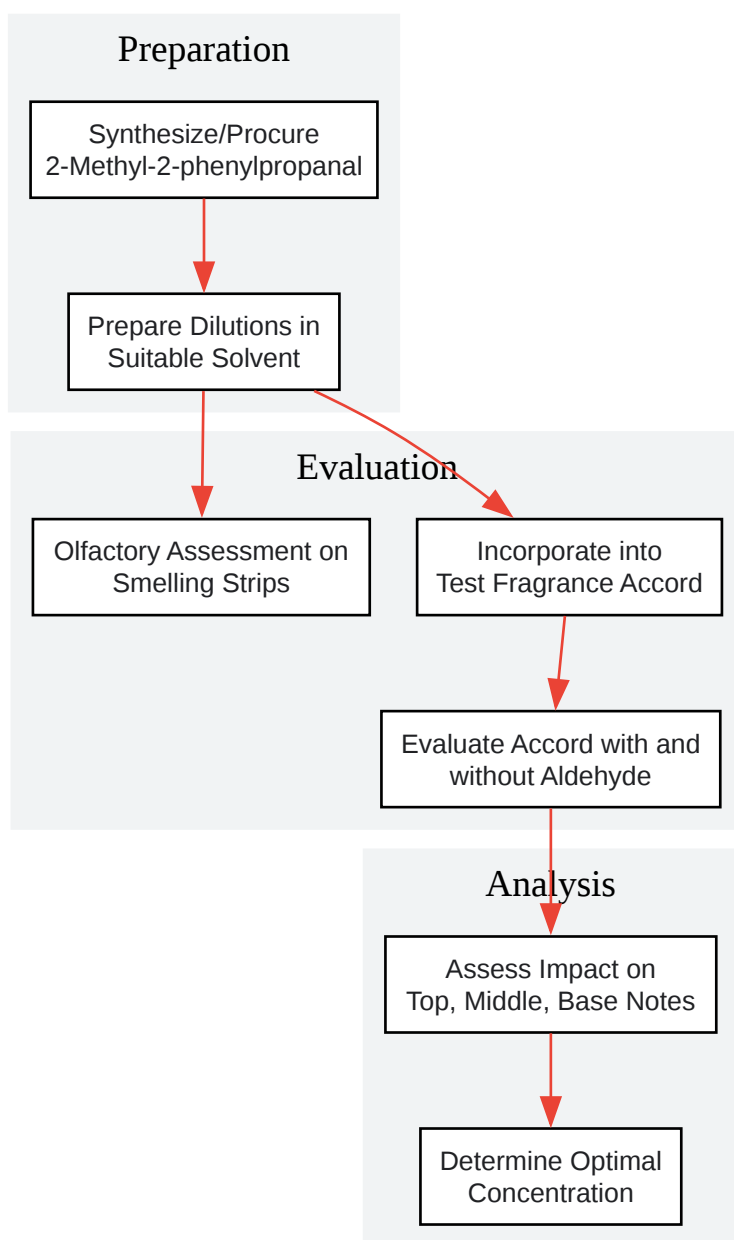 Preparation
Synthesize/Procure
2-Methyl-2-phenylpropanal
Prepare Dilutions in
Suitable Solvent
Evaluation
Olfactory Assessment on
Smelling Strips
Incorporate into
Test Fragrance Accord
Evaluate Accord with and
without Aldehyde
Analysis
Assess Impact on
Top, Middle, Base Notes
Determine Optimal
Concentration